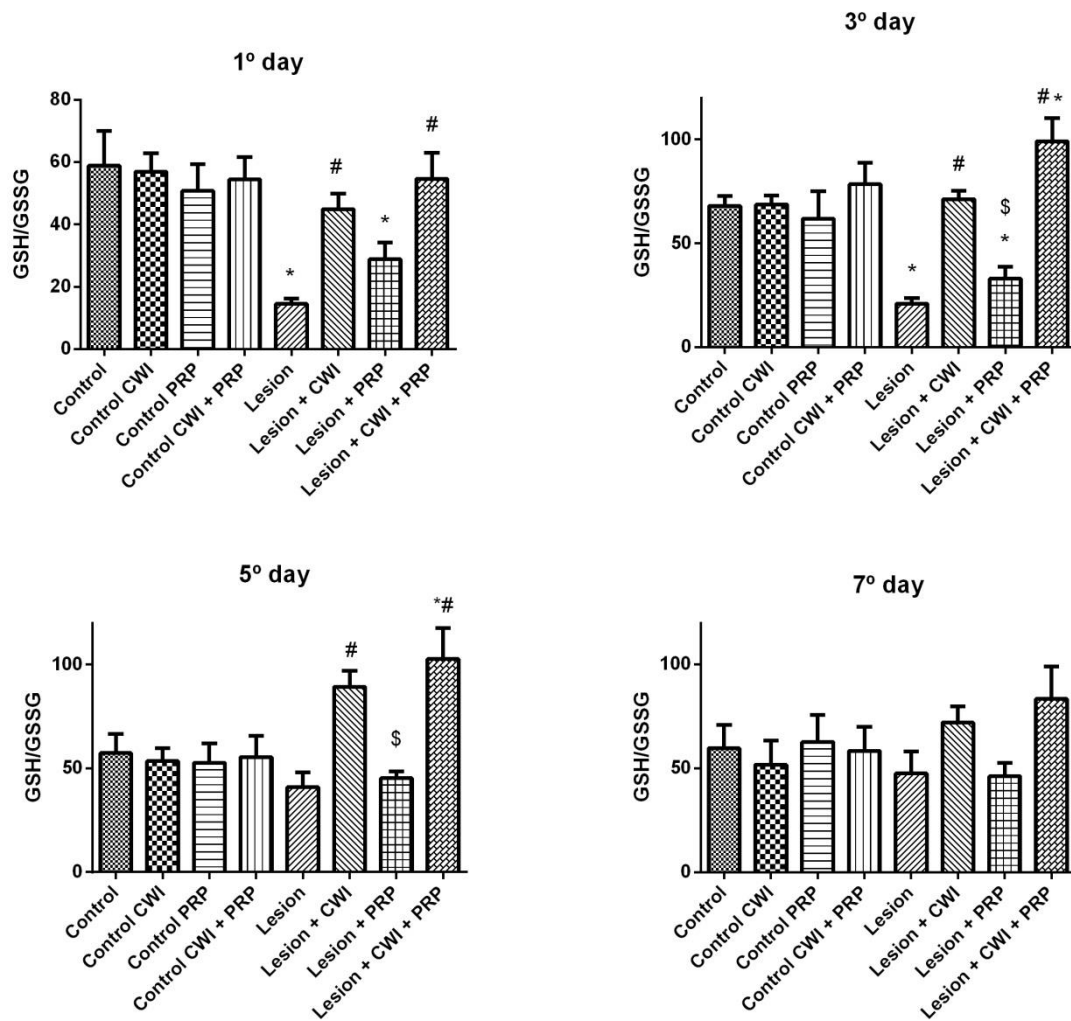 1º day
GSH/GSSG
80
60
40
20
0
#
#
*
*
Control
Control CWI
Control PRP
Control CWI + PRP
Lesion
Lesion + CWI
Lesion + PRP
Lesion + CWI + PRP
3º day
GSH/GSSG
100
50
0
# *
#
$
*
*
Control
Control CWI
Control PRP
Control CWI + PRP
Lesion
Lesion + CWI
Lesion + PRP
Lesion + CWI + PRP
5º day
GSH/GSSG
100
50
0
*#
#
$
Control
Control CWI
Control PRP
Control CWI + PRP
Lesion
Lesion + CWI
Lesion + PRP
Lesion + CWI + PRP
7º day
GSH/GSSG
100
50
0
Control
Control CWI
Control PRP
Control CWI + PRP
Lesion
Lesion + CWI
Lesion + PRP
Lesion + CWI + PRP